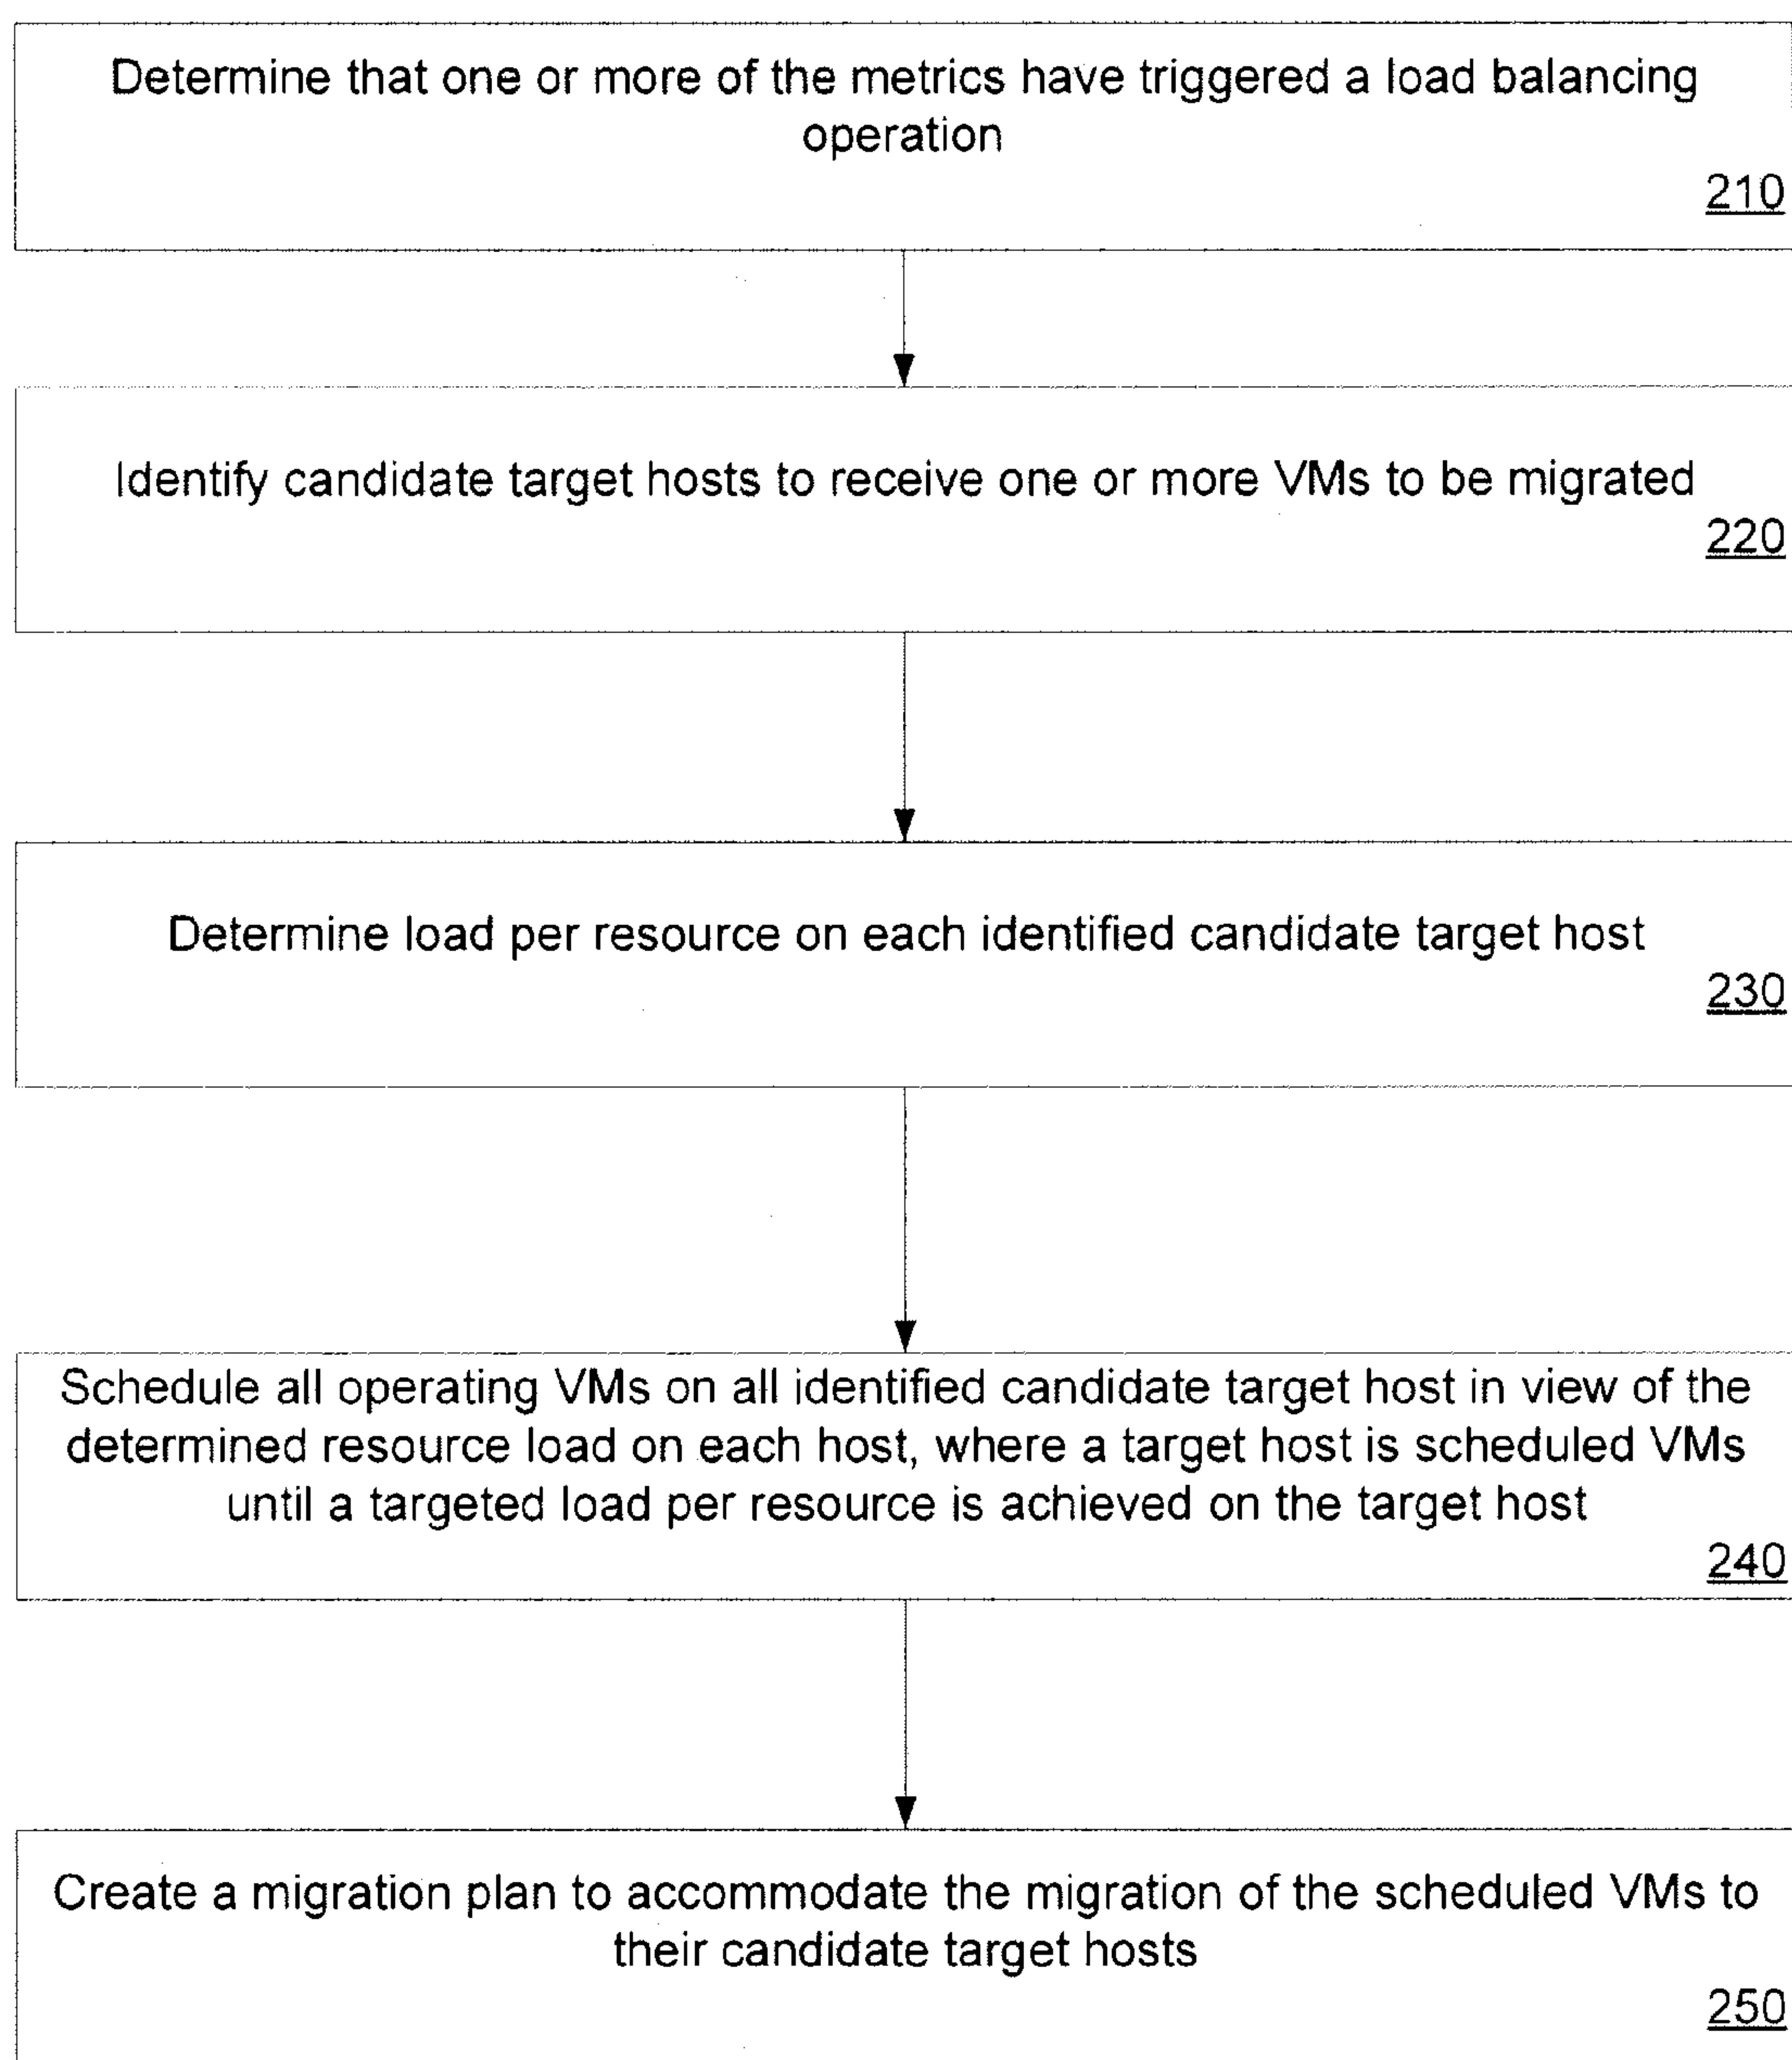 Determine that one or more of the metrics have triggered a load balancing
operation
210
Identify candidate target hosts to receive one or more VMs to be migrated
220
Determine load per resource on each identified candidate target host
230
Schedule all operating VMs on all identified candidate target host in view of the
determined resource load on each host, where a target host is scheduled VMs
until a targeted load per resource is achieved on the target host
240
Create a migration plan to accommodate the migration of the scheduled VMs to
their candidate target hosts
250